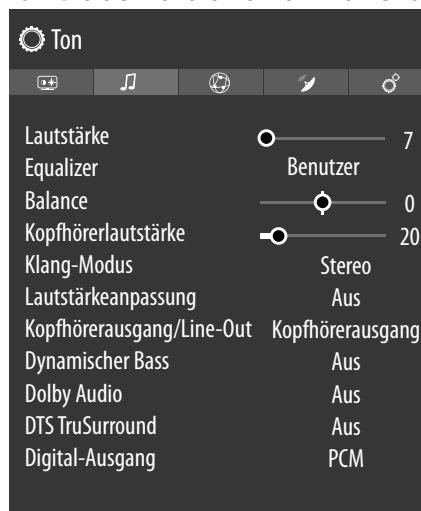 Ton
Lautstärke 7
Equalizer Benutzer
Balance 0
Kopfhörerlautstärke 20
Klang-Modus Stereo
Lautstärkeanpassung Aus
Kopfhörerausgang/Line-Out Kopfhörerausgang
Dynamischer Bass Aus
Dolby Audio Aus
DTS TruSurround Aus
Digital-Ausgang PCM